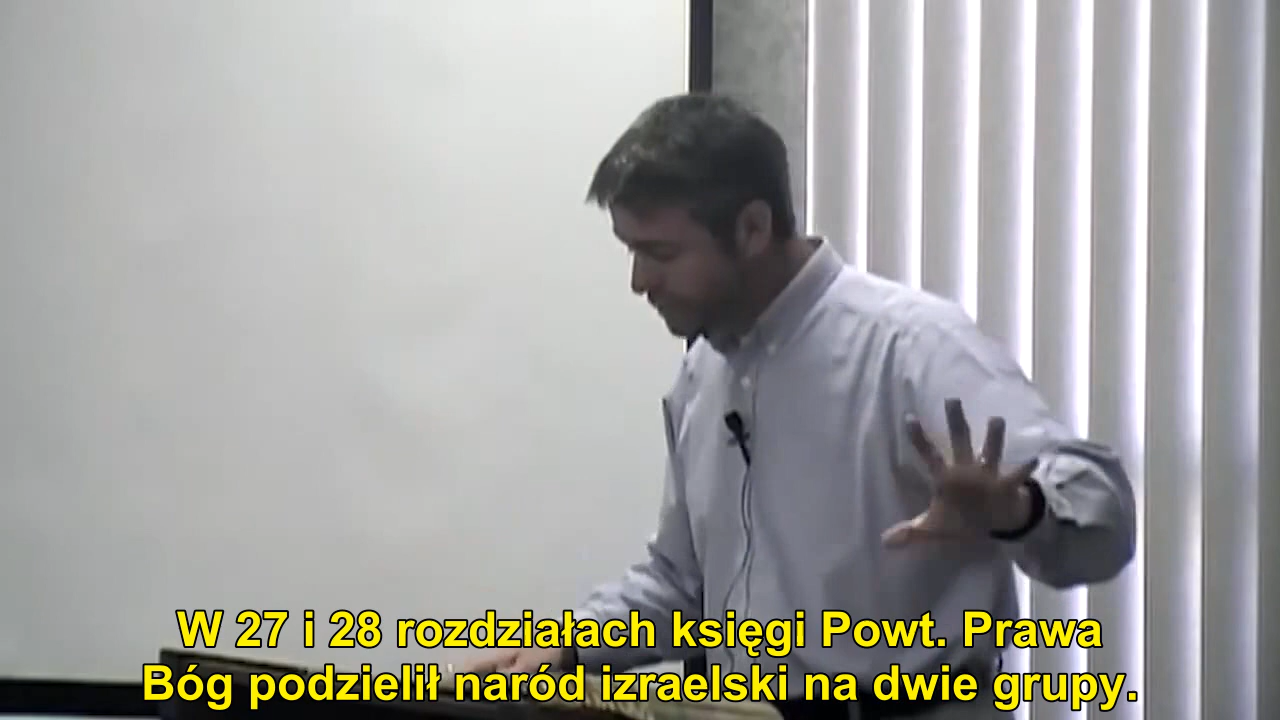 W 27 i 28 rozdziałach księgi Powt. Prawa
Bóg podzielił naród izraelski na dwie grupy.